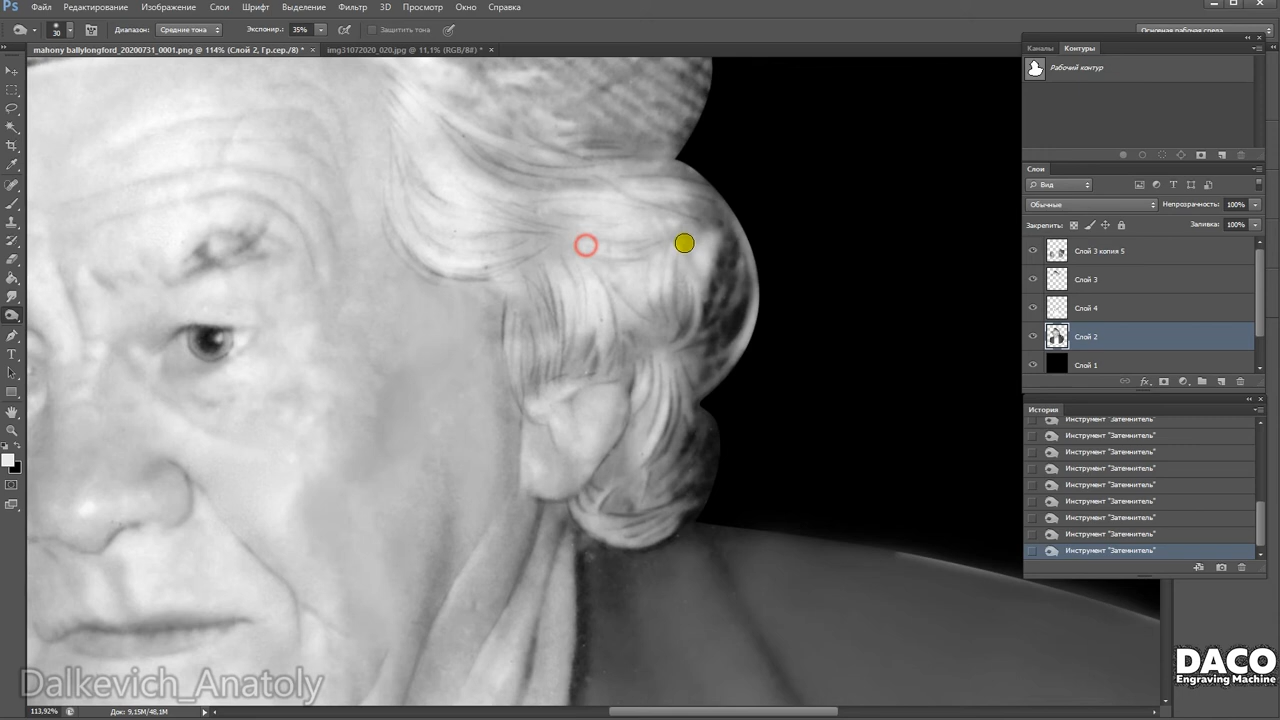 Ps
Файл Редактирование Изображение Слои Шрифт Выделение Фильтр 3D Просмотр Окно Справка
30 Диапазон: Средние тона Экспонир.: 35% Защитить тона Основная рабочая среда
mahony ballylongford_20200731_0001.png @ 114% (Слой 2, Гр.сер./8) * × img31072020_020.jpg @ 11,1% (RGB/8#) * ×
Каналы Контуры
Рабочий контур
Слои
Вид
Обычные Непрозрачность: 100%
Закрепить: Заливка: 100%
Слой 3 копия 5
Слой 3
Слой 4
Слой 2
Слой 1
fx
История
Инструмент "Затемнитель"
Инструмент "Затемнитель"
Инструмент "Затемнитель"
Инструмент "Затемнитель"
Инструмент "Затемнитель"
Инструмент "Затемнитель"
Инструмент "Затемнитель"
Инструмент "Затемнитель"
Инструмент "Затемнитель"
Dalkevich_Anatoly
DACO
Engraving Machine
113,92% Док: 9,15M/48,1M